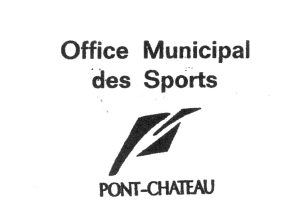 Office Municipal
des Sports
PONT-CHATEAU